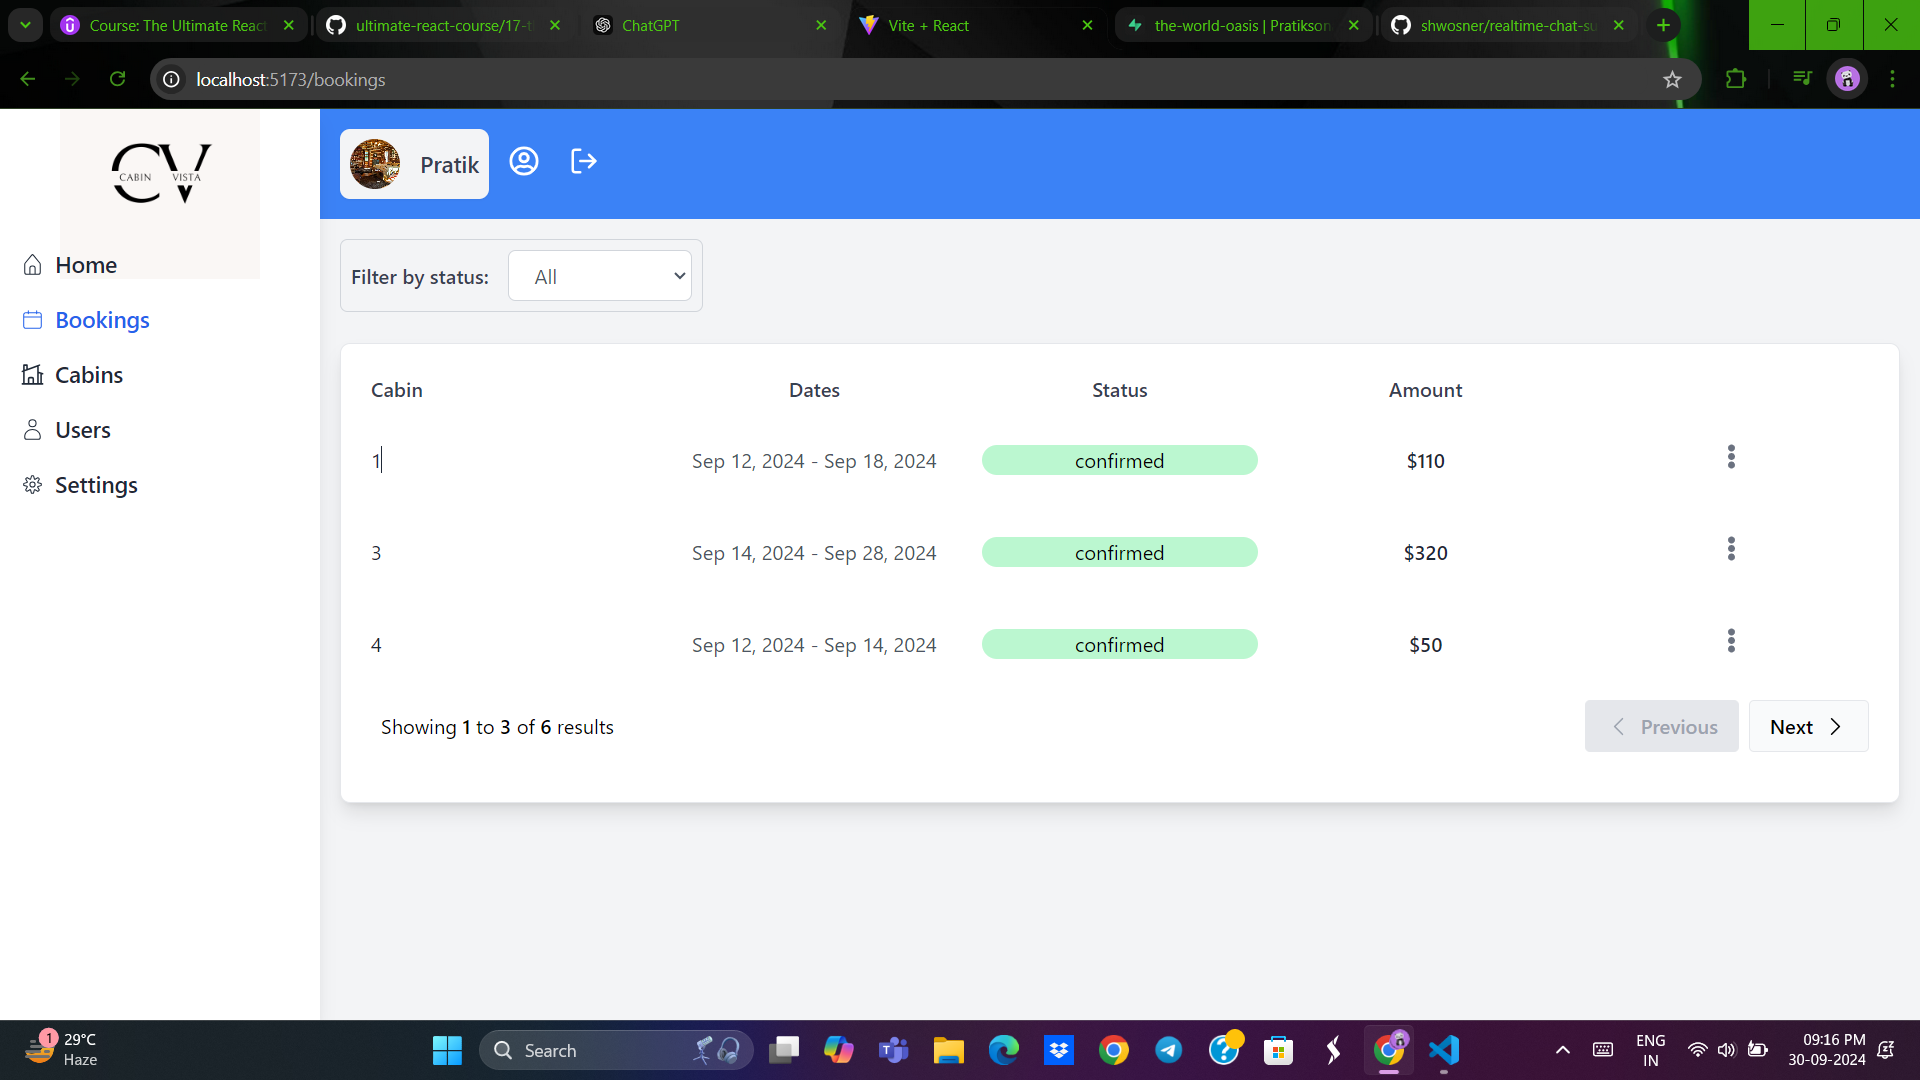 Course: The Ultimate React
ultimate-react-course/17-t
ChatGPT
Vite + React
the-world-oasis | Pratikson
shwosner/realtime-chat-su
localhost:5173/bookings
CV
CABIN VISTA
Pratik
Home
Bookings
Cabins
Users
Settings
Filter by status: All
Cabin Dates Status Amount
1 Sep 12, 2024 - Sep 18, 2024 confirmed $110
3 Sep 14, 2024 - Sep 28, 2024 confirmed $320
4 Sep 12, 2024 - Sep 14, 2024 confirmed $50
Showing 1 to 3 of 6 results
Previous Next
1
29°C
Haze
Search
ENG
IN
09:16 PM
30-09-2024